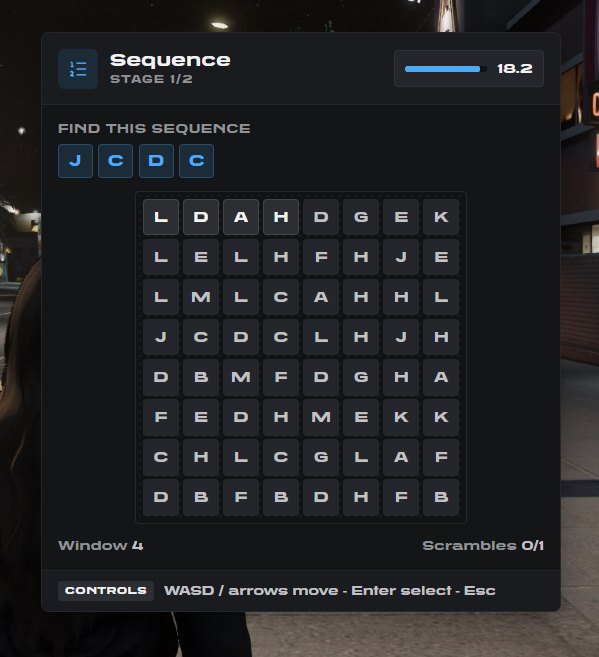 Sequence
STAGE 1/2
18.2
FIND THIS SEQUENCE
J C D C
L D A H D G E K
L E L H F H J E
L M L C A H H L
J C D C L H J H
D B M F D G H A
F E D H M E K K
C H L C G L A F
D B F B D H F B
Window 4
Scrambles 0/1
CONTROLS WASD / arrows move - Enter select - Esc